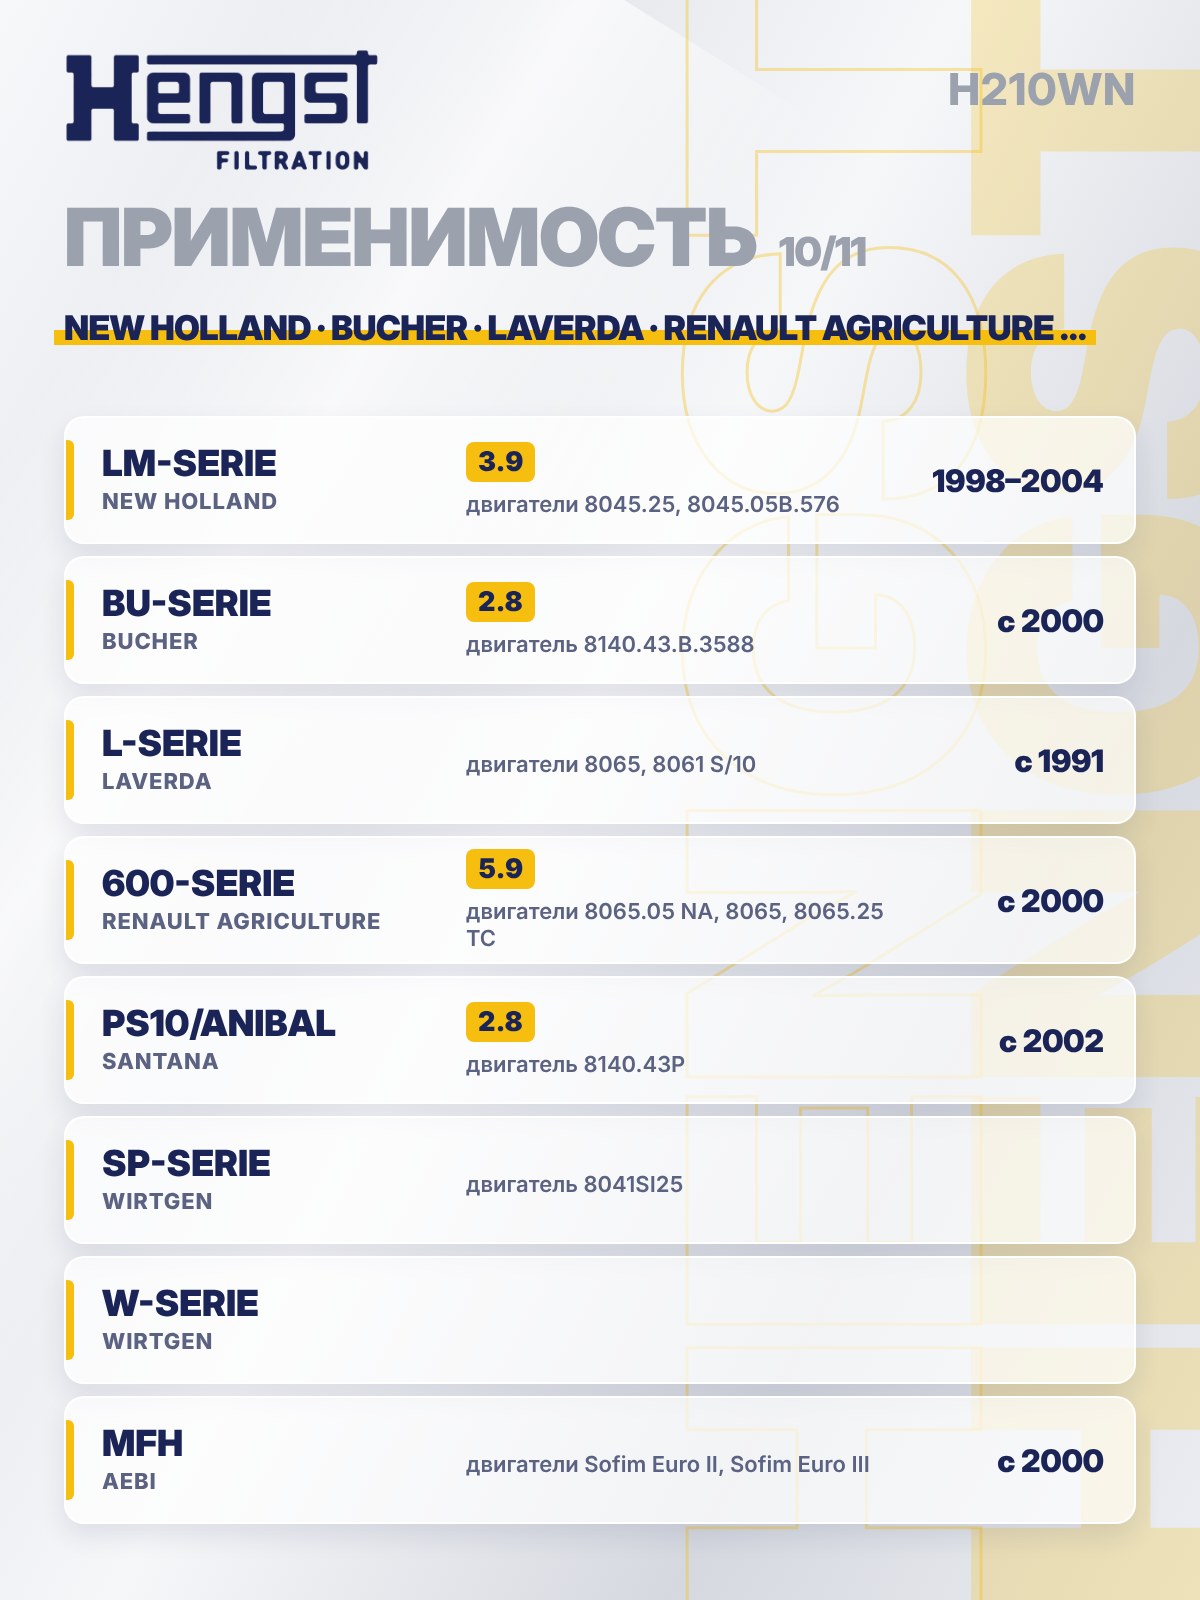 Hengst
FILTRATION
H210WN
ПРИМЕНИМОСТЬ 10/11
NEW HOLLAND · BUCHER · LAVERDA · RENAULT AGRICULTURE ...
LM-SERIE
NEW HOLLAND
3.9
двигатели 8045.25, 8045.05B.576
1998–2004
BU-SERIE
BUCHER
2.8
двигатель 8140.43.B.3588
с 2000
L-SERIE
LAVERDA
двигатели 8065, 8061 S/10
с 1991
600-SERIE
RENAULT AGRICULTURE
5.9
двигатели 8065.05 NA, 8065, 8065.25
TC
с 2000
PS10/ANIBAL
SANTANA
2.8
двигатель 8140.43P
с 2002
SP-SERIE
WIRTGEN
двигатель 8041SI25
W-SERIE
WIRTGEN
MFH
AEBI
двигатели Sofim Euro II, Sofim Euro III
с 2000
HENGST
HENGST